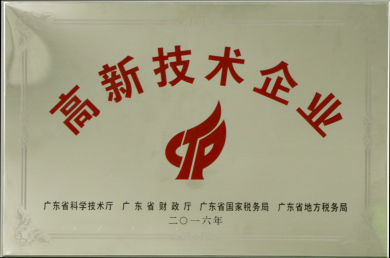 高新技术企业
广东省科学技术厅 广东省财政厅 广东省国家税务局 广东省地方税务局
二〇一六年